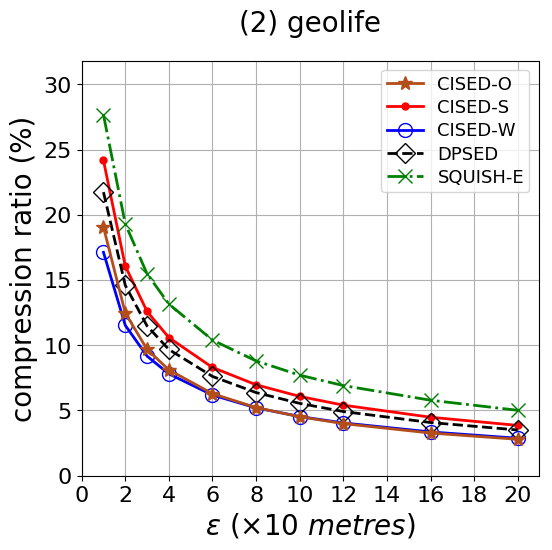 (2) geolife
compression ratio (%)
30
25
20
15
10
5
0
0 2 4 6 8 10 12 14 16 18 20
ε (×10 metres)
CISED-O
CISED-S
CISED-W
DPSED
SQUISH-E